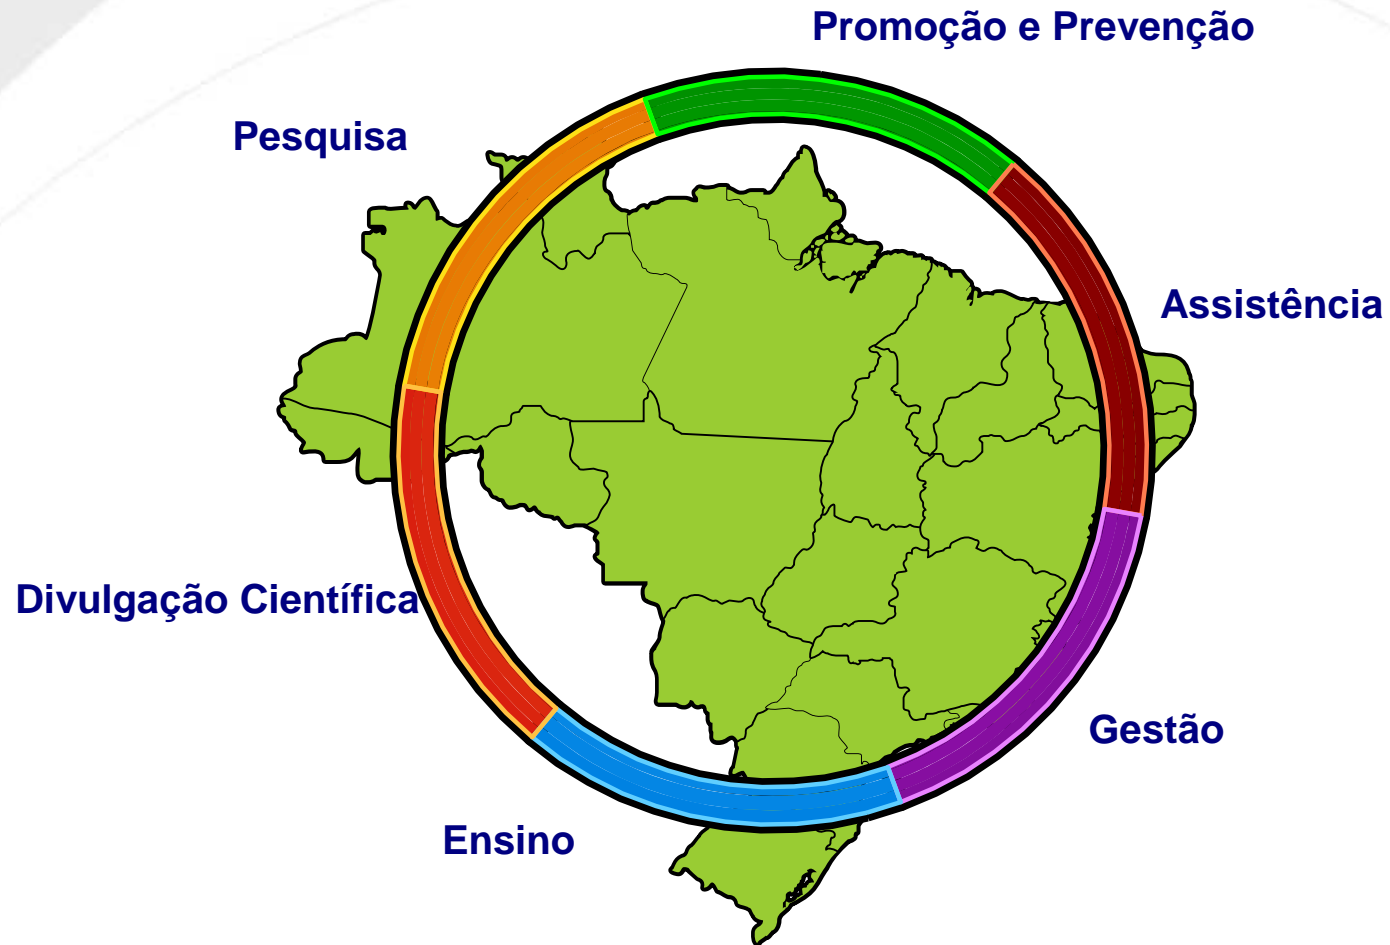 Promoção e Prevenção
Pesquisa
Assistência
Divulgação Científica
Gestão
Ensino